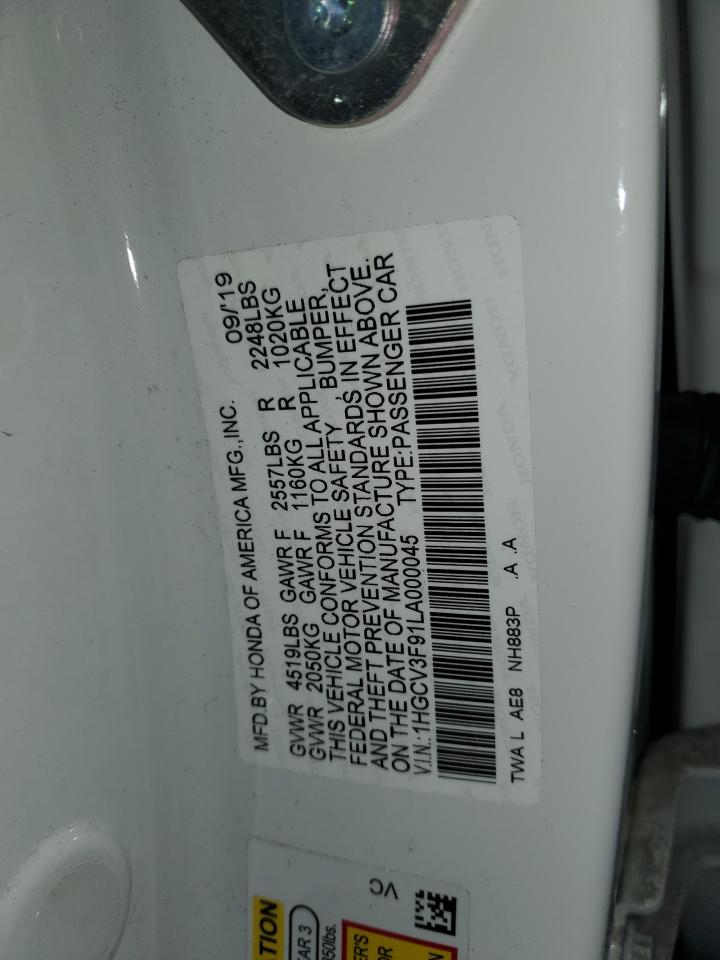 MFD.BY HONDA OF AMERICA MFG.,INC. 09/'19
GVWR 4519LBS GAWR F 2557LBS R 2248LBS
GVWR 2050KG GAWR F 1160KG R 1020KG
THIS VEHICLE CONFORMS TO ALL APPLICABLE
FEDERAL MOTOR VEHICLE SAFETY , BUMPER,
AND THEFT PREVENTION STANDARDS IN EFFECT
ON THE DATE OF MANUFACTURE SHOWN ABOVE.
V.I.N.:1HGCV3F91LA000045 TYPE:PASSENGER CAR
TWA L AE8 NH883P .A .A
HONDA HONDA
VC